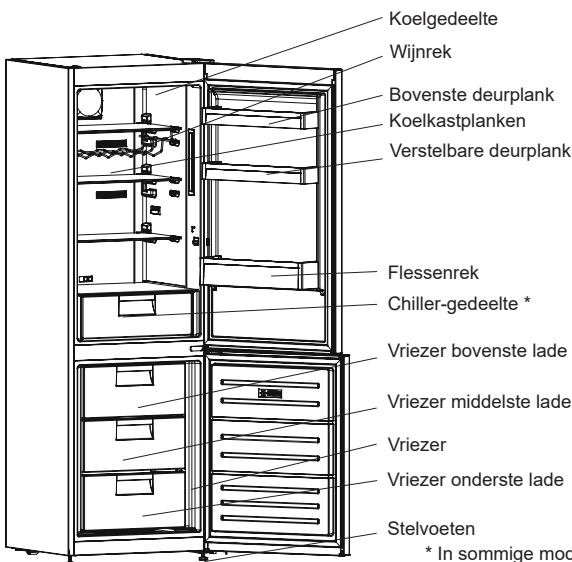 Koelgedeelte
Wijnrek
Bovenste deurplank
Koelkastplanken
Verstelbare deurplank
Flessenrek
Chiller-gedeelte *
Vriezer bovenste lade
Vriezer middelste lade
Vriezer
Vriezer onderste lade
Stelvoeten
* In sommige